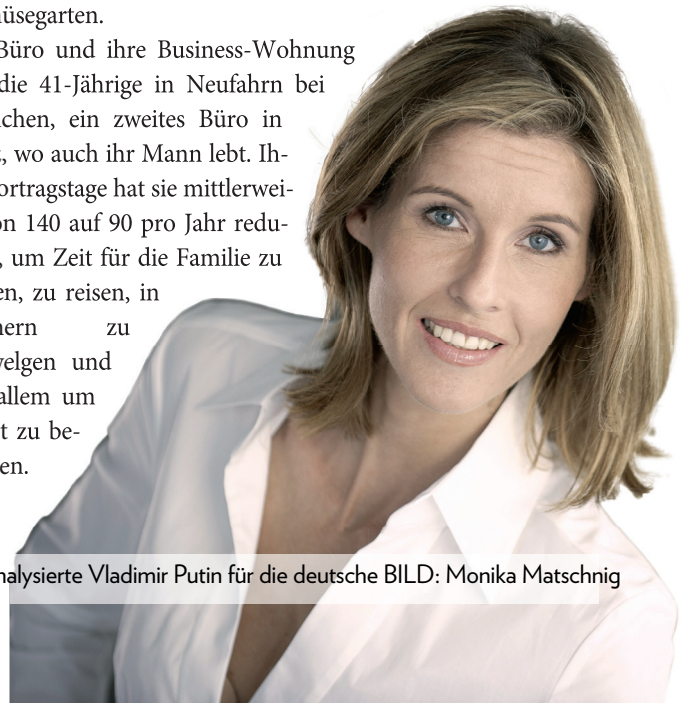 üsegarten.
Büro und ihre Business-Wohnung
die 41-Jährige in Neufahrn bei
chen, ein zweites Büro in
, wo auch ihr Mann lebt. Ih-
ortragstage hat sie mittlerwei-
on 140 auf 90 pro Jahr redu-
, um Zeit für die Familie zu
en, zu reisen, in
nern zu
elgen und
allem um
t zu be-
en.
nalysierte Vladimir Putin für die deutsche BILD: Monika Matschnig